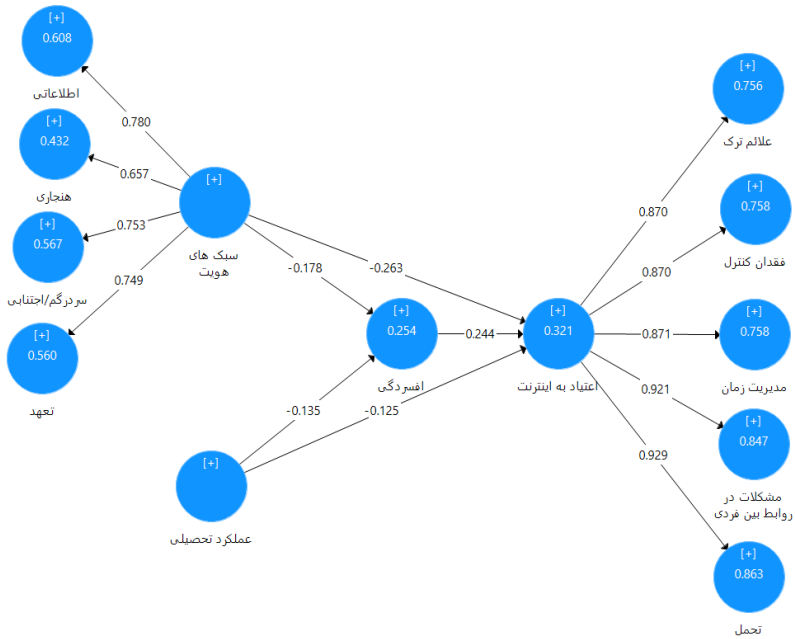 [+]
0.608
اطلاعاتی
[+]
0.432
هنجاری
[+]
0.567
سردرگم/اجتنابی
[+]
0.560
تعهد
0.780
0.657
0.753
0.749
[+]
سبک های
هویت
-0.178
-0.263
[+]
0.254
افسردگی
0.244
-0.135
-0.125
[+]
عملکرد تحصیلی
[+]
0.321
اعتیاد به اینترنت
0.870
0.870
0.871
0.921
0.929
[+]
0.756
علائم ترک
[+]
0.758
فقدان کنترل
[+]
0.758
مدیریت زمان
[+]
0.847
مشکلات در
روابط بین فردی
[+]
0.863
تحمل